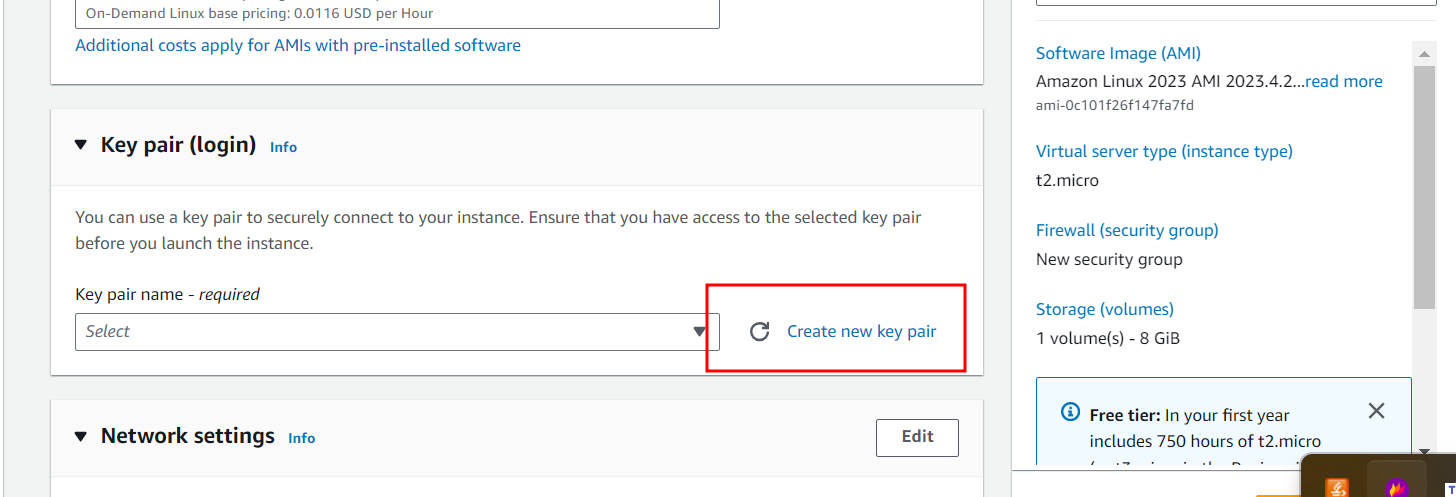 On-Demand Linux base pricing: 0.0116 USD per Hour
Additional costs apply for AMIs with pre-installed software
Key pair (login) Info
You can use a key pair to securely connect to your instance. Ensure that you have access to the selected key pair
before you launch the instance.
Key pair name - required
Select
Create new key pair
Network settings Info
Edit
Software Image (AMI)
Amazon Linux 2023 AMI 2023.4.2...read more
ami-0c101f26f147fa7fd
Virtual server type (instance type)
t2.micro
Firewall (security group)
New security group
Storage (volumes)
1 volume(s) - 8 GiB
Free tier: In your first year
includes 750 hours of t2.micro